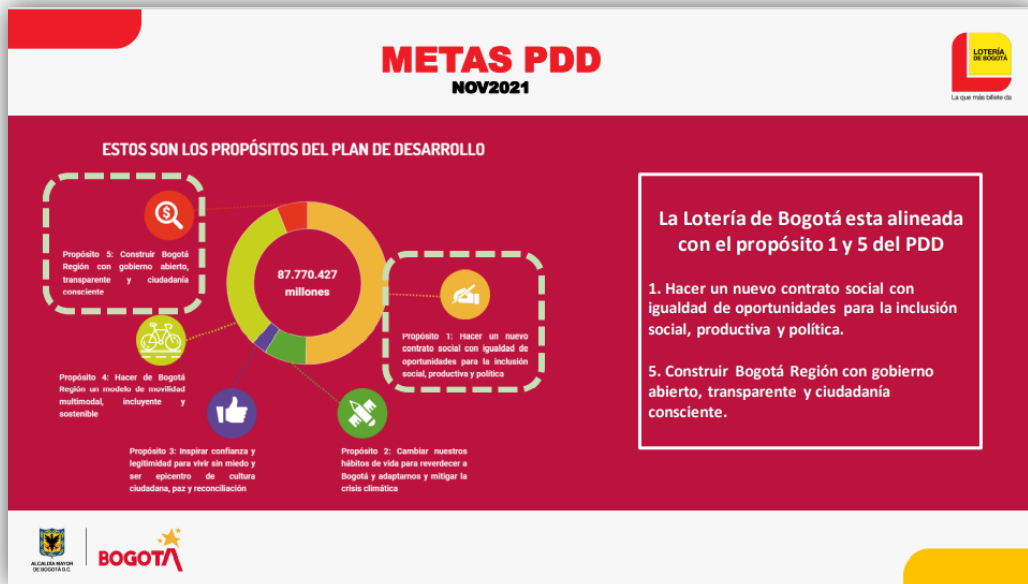 METAS PDD
NOV2021
LOTERÍA
DE BOGOTÁ
La que más billete da
ESTOS SON LOS PROPÓSITOS DEL PLAN DE DESARROLLO
Propósito 5: Construir Bogotá
Región con gobierno abierto,
transparente y ciudadanía
consciente
87.770.427
millones
Propósito 1: Hacer un nuevo
contrato social con igualdad de
oportunidades para la inclusión
social, productiva y política
Propósito 4: Hacer de Bogotá
Región un modelo de movilidad
multimodal, incluyente y
sostenible
Propósito 3: Inspirar confianza y
legitimidad para vivir sin miedo y
ser epicentro de cultura
ciudadana, paz y reconciliación
Propósito 2: Cambiar nuestros
hábitos de vida para reverdecer a
Bogotá y adaptarnos y mitigar la
crisis climática
La Lotería de Bogotá esta alineada
con el propósito 1 y 5 del PDD
1. Hacer un nuevo contrato social con
igualdad de oportunidades para la inclusión
social, productiva y política.
5. Construir Bogotá Región con gobierno
abierto, transparente y ciudadanía
consciente.
ALCALDÍA MAYOR
DE BOGOTÁ D.C.
BOGOTÁ